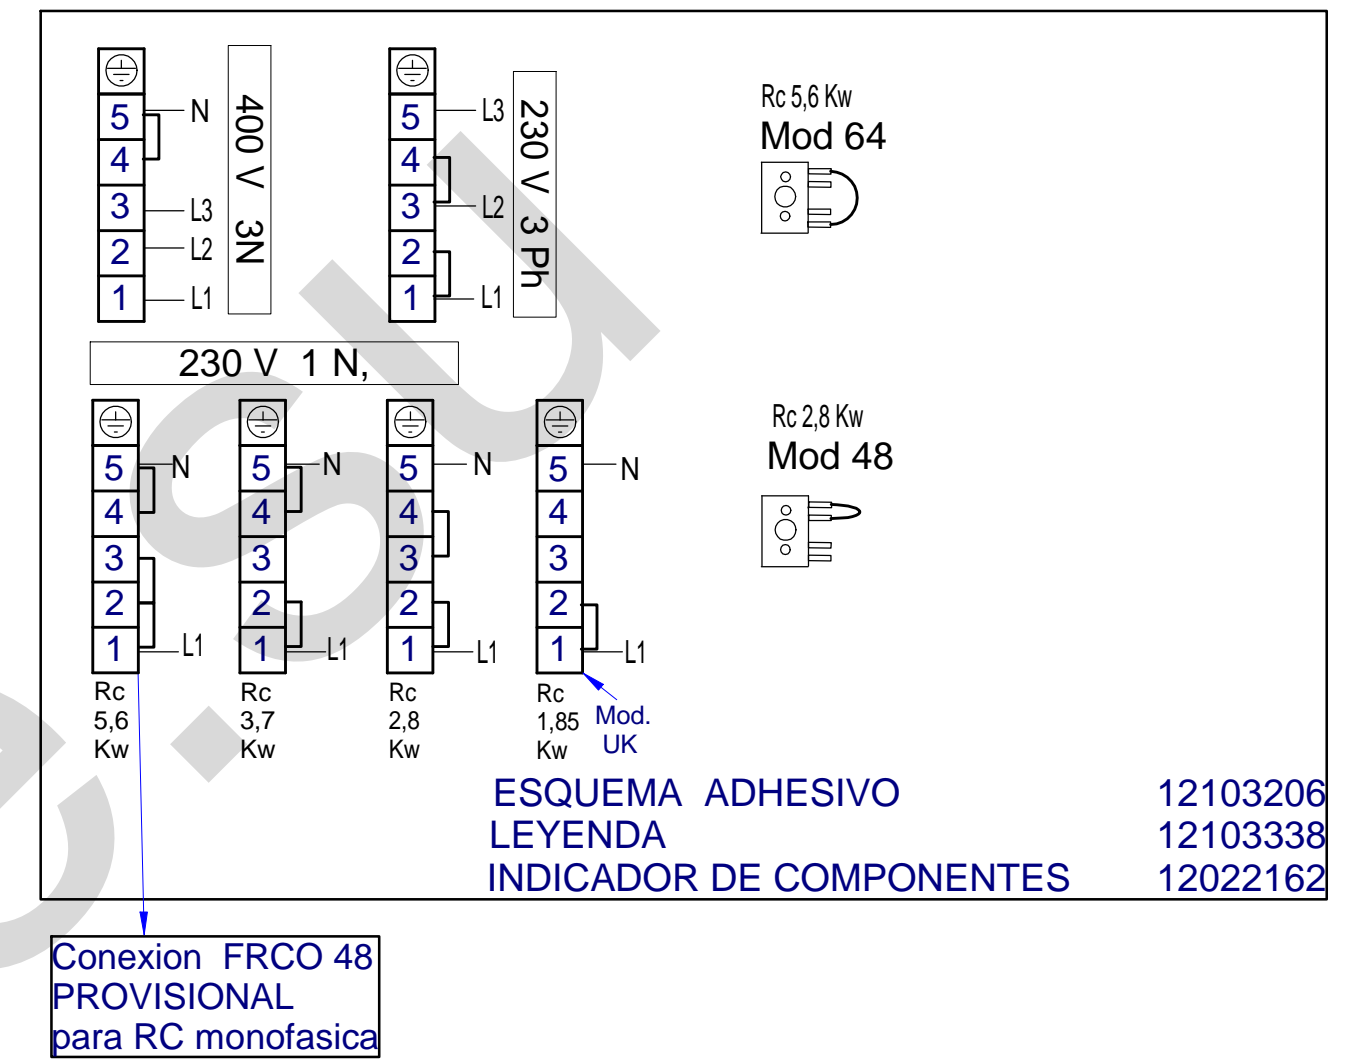 5 N
4
3 L3
2 L2
1 L1
400 V 3N
5 L3
4
3 L2
2
1 L1
230 V 3 Ph
Rc 5,6 Kw
Mod 64
230 V 1 N,
5 N
4
3
2
1 L1
Rc
5,6
Kw
5 N
4
3
2
1 L1
Rc
3,7
Kw
5 N
4
3
2
1 L1
Rc
2,8
Kw
5 N
4
3
2
1 L1
Rc
1,85
Kw
Mod.
UK
Rc 2,8 Kw
Mod 48
ESQUEMA ADHESIVO 12103206
LEYENDA 12103338
INDICADOR DE COMPONENTES 12022162
Conexion FRCO 48
PROVISIONAL
para RC monofasica
e.su